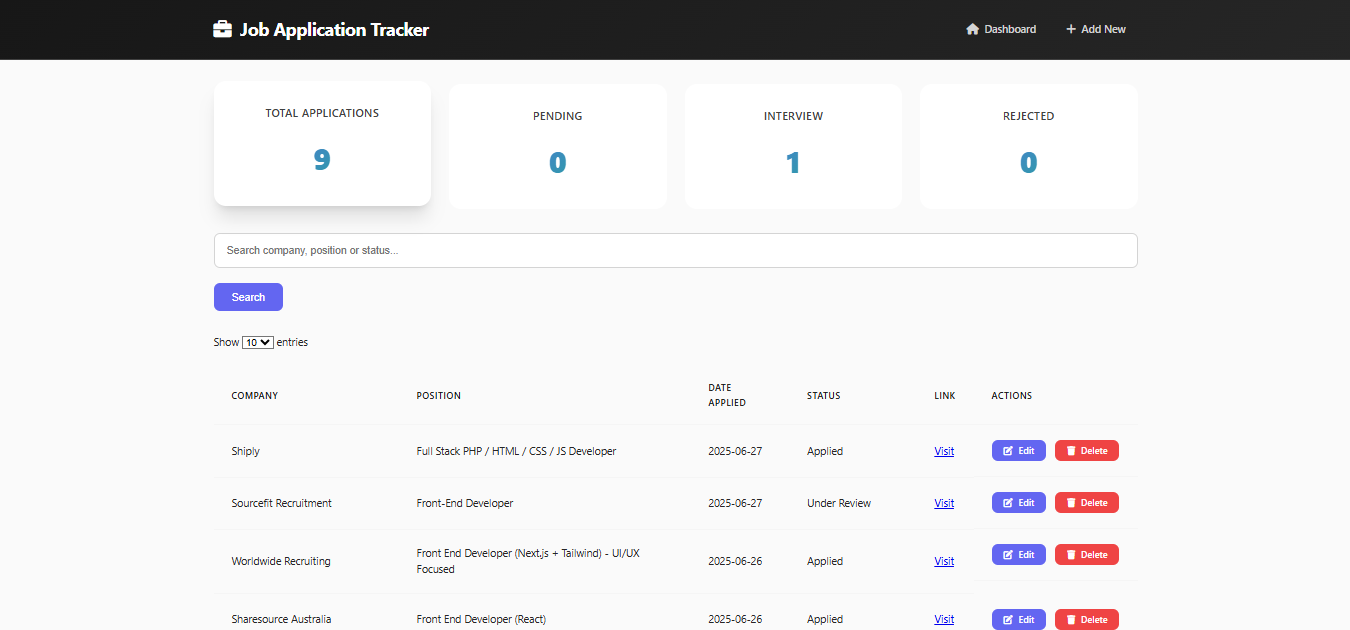 Job Application Tracker
Dashboard
Add New
TOTAL APPLICATIONS
9
PENDING
0
INTERVIEW
1
REJECTED
0
Search company, position or status...
Search
Show 10 entries
COMPANY POSITION DATE APPLIED STATUS LINK ACTIONS
Shiply Full Stack PHP / HTML / CSS / JS Developer 2025-06-27 Applied Visit Edit Delete
Sourcefit Recruitment Front-End Developer 2025-06-27 Under Review Visit Edit Delete
Worldwide Recruiting Front End Developer (Next.js + Tailwind) - UI/UX Focused 2025-06-26 Applied Visit Edit Delete
Sharesource Australia Front End Developer (React) 2025-06-26 Applied Visit Edit Delete